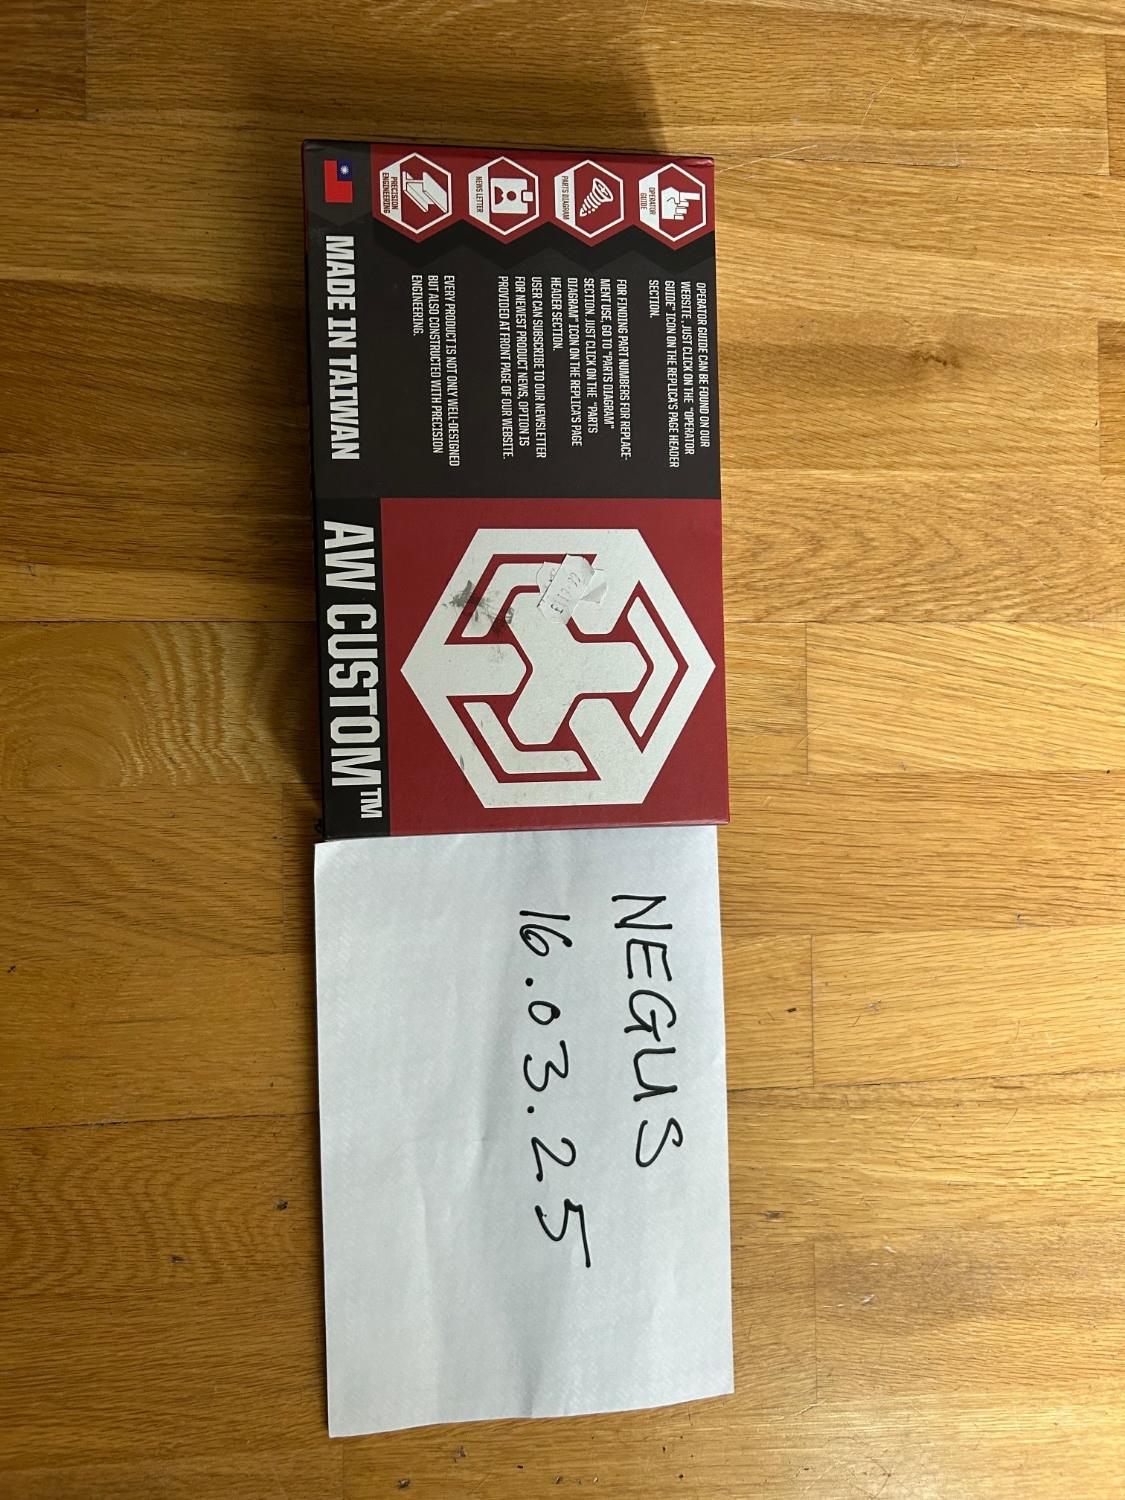 OPERATOR
GUIDE
OPERATOR GUIDE CAN BE FOUND ON OUR
WEBSITE, JUST CLICK ON THE "OPERATOR
GUIDE" ICON ON THE REPLICA'S PAGE HEADER
SECTION.
PARTS DIAGRAM
FOR FINDING PART NUMBERS FOR REPLACE-
MENT USE, GO TO "PARTS DIAGRAM"
SECTION. JUST CLICK ON THE "PARTS
DIAGRAM" ICON ON THE REPLICA'S PAGE
HEADER SECTION.
NEWS LETTER
USER CAN SUBSCRIBE TO OUR NEWSLETTER
FOR NEWEST PRODUCT NEWS, OPTION IS
PROVIDED AT FRONT PAGE OF OUR WEBSITE.
PRECISION
ENGINEERING
EVERY PRODUCT IS NOT ONLY WELL-DESIGNED
BUT ALSO CONSTRUCTED WITH PRECISION
ENGINEERING.
MADE IN TAIWAN
AW CUSTOM™
NEGUS
16.03.25